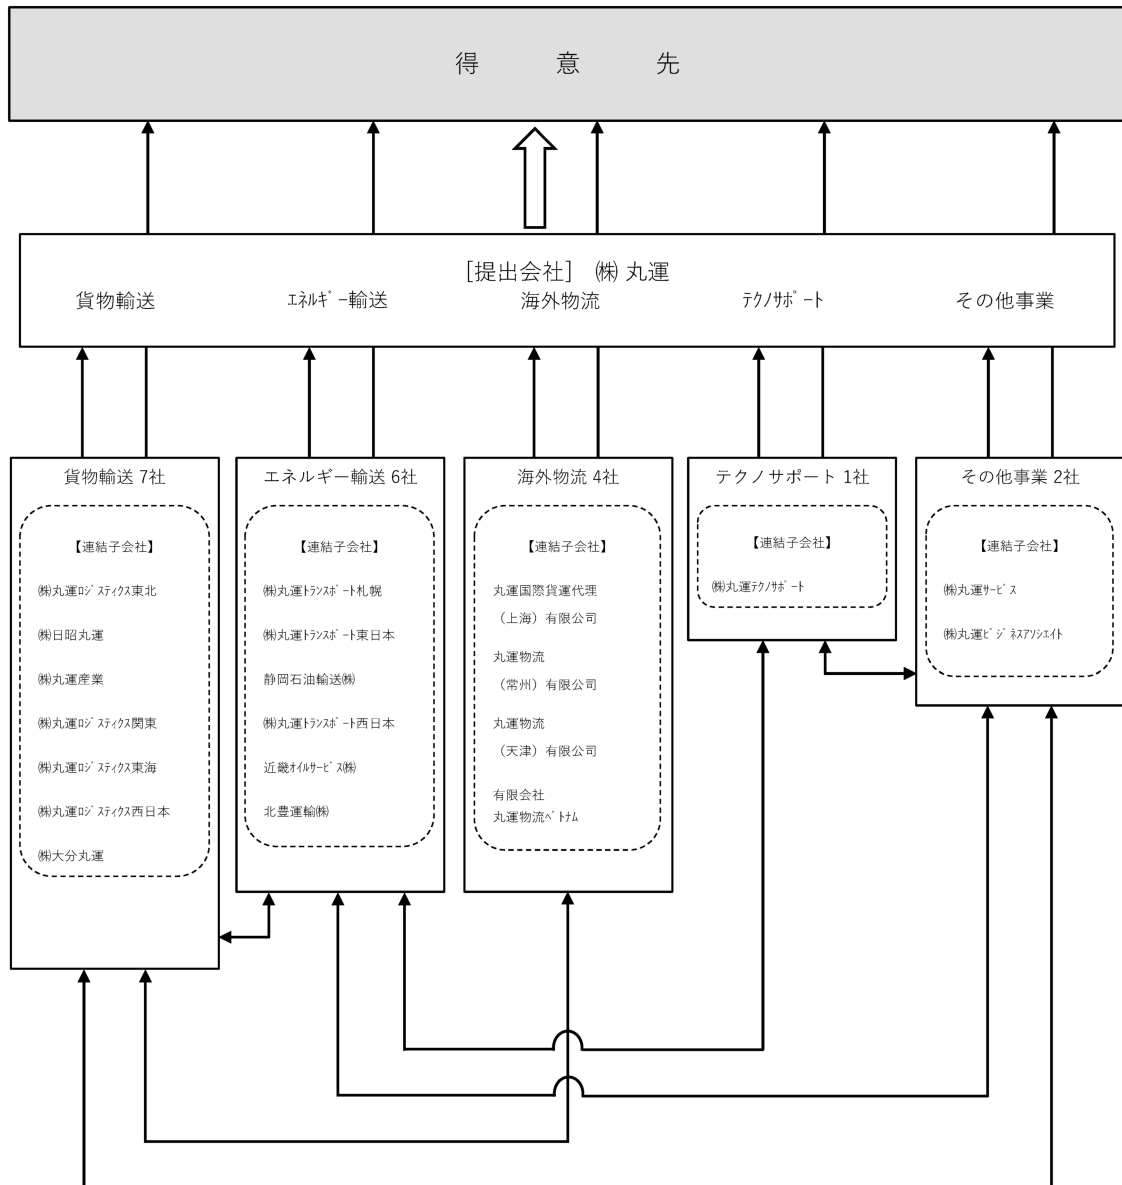 得意先
[提出会社] ㈱丸運
貨物輸送
ｴﾈﾙｷﾞｰ輸送
海外物流
ﾃｸﾉｻﾎﾟｰﾄ
その他事業
貨物輸送 7社
【連結子会社】
㈱丸運ﾛｼﾞｽﾃｨｸｽ東北
㈱日昭丸運
㈱丸運産業
㈱丸運ﾛｼﾞｽﾃｨｸｽ関東
㈱丸運ﾛｼﾞｽﾃｨｸｽ東海
㈱丸運ﾛｼﾞｽﾃｨｸｽ西日本
㈱大分丸運
エネルギー輸送 6社
【連結子会社】
㈱丸運ﾄﾗﾝｽﾎﾟｰﾄ札幌
㈱丸運ﾄﾗﾝｽﾎﾟｰﾄ東日本
静岡石油輸送㈱
㈱丸運ﾄﾗﾝｽﾎﾟｰﾄ西日本
近畿ｵｲﾙｻｰﾋﾞｽ㈱
北豊運輸㈱
海外物流 4社
【連結子会社】
丸運国際貨運代理
（上海）有限公司
丸運物流
（常州）有限公司
丸運物流
（天津）有限公司
有限会社
丸運物流ﾍﾞﾄﾅﾑ
テクノサポート 1社
【連結子会社】
㈱丸運ﾃｸﾉｻﾎﾟｰﾄ
その他事業 2社
【連結子会社】
㈱丸運ｻｰﾋﾞｽ
㈱丸運ﾋﾞｼﾞﾈｽｱｿｼｴｲﾄ